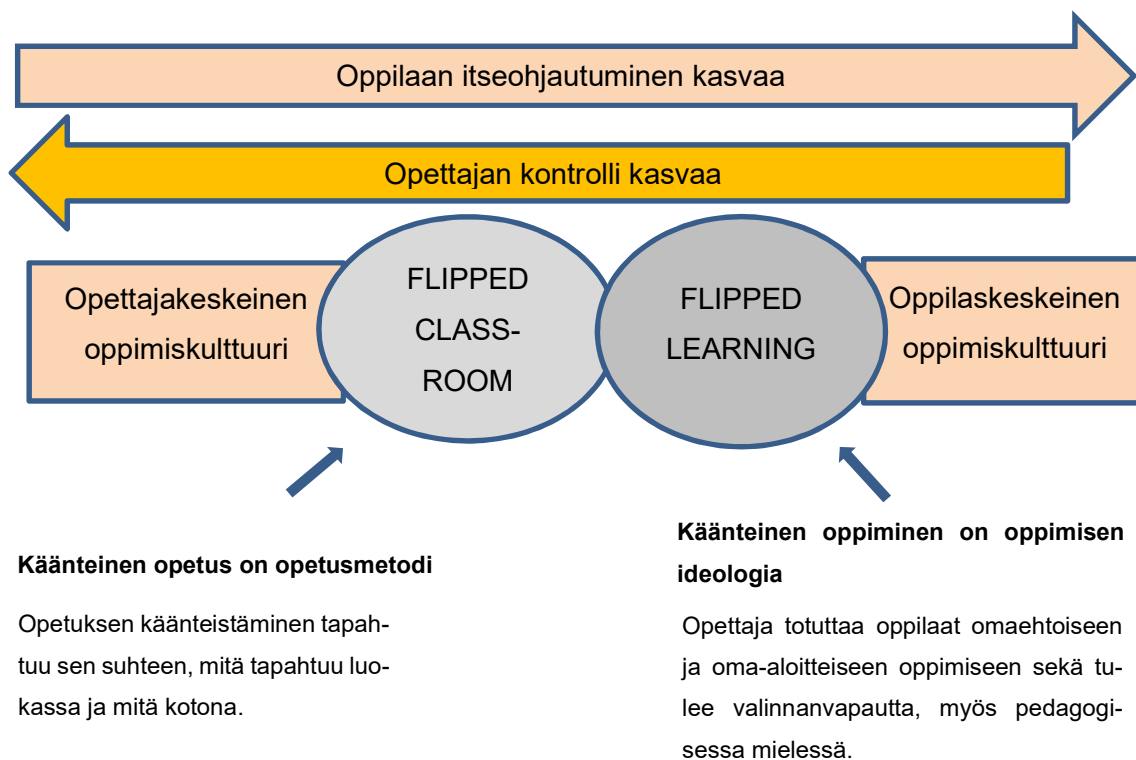 Oppilaan itseohjautuminen kasvaa
Opettajan kontrolli kasvaa
Opettajakeskeinen
oppimiskulttuuri
FLIPPED
CLASS-
ROOM
FLIPPED
LEARNING
Oppilaskeskeinen
oppimiskulttuuri
Käänteinen opetus on opetusmetodi
Opetuksen käänteistäminen tapah-
tuu sen suhteen, mitä tapahtuu luo-
kassa ja mitä kotona.
Käänteinen oppiminen on oppimisen
ideologia
Opettaja totuttaa oppilaat omaehtoiseen
ja oma-aloitteiseen oppimiseen sekä tu-
lee valinnanvapautta, myös pedagogi-
sessa mielessä.